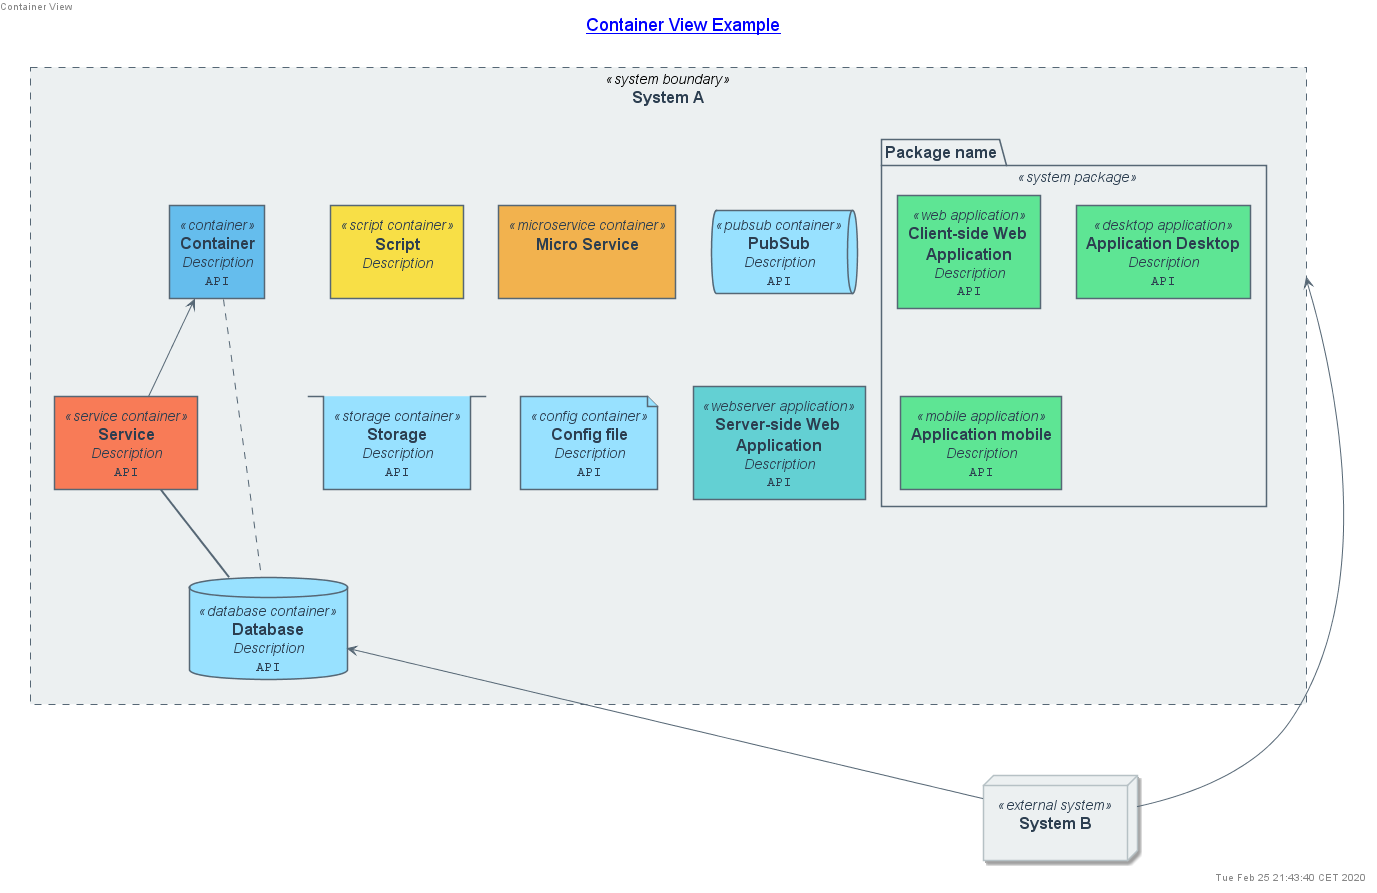 Container View
Container View Example
«system boundary»
System A
Package name
«system package»
«container»
Container
Description
API
«script container»
Script
Description
«microservice container»
Micro Service
«pubsub container»
PubSub
Description
API
«web application»
Client-side Web
Application
Description
API
«desktop application»
Application Desktop
Description
API
«service container»
Service
Description
API
«storage container»
Storage
Description
API
«config container»
Config file
Description
API
«webserver application»
Server-side Web
Application
Description
API
«mobile application»
Application mobile
Description
API
«database container»
Database
Description
API
«external system»
System B
Tue Feb 25 21:43:40 CET 2020